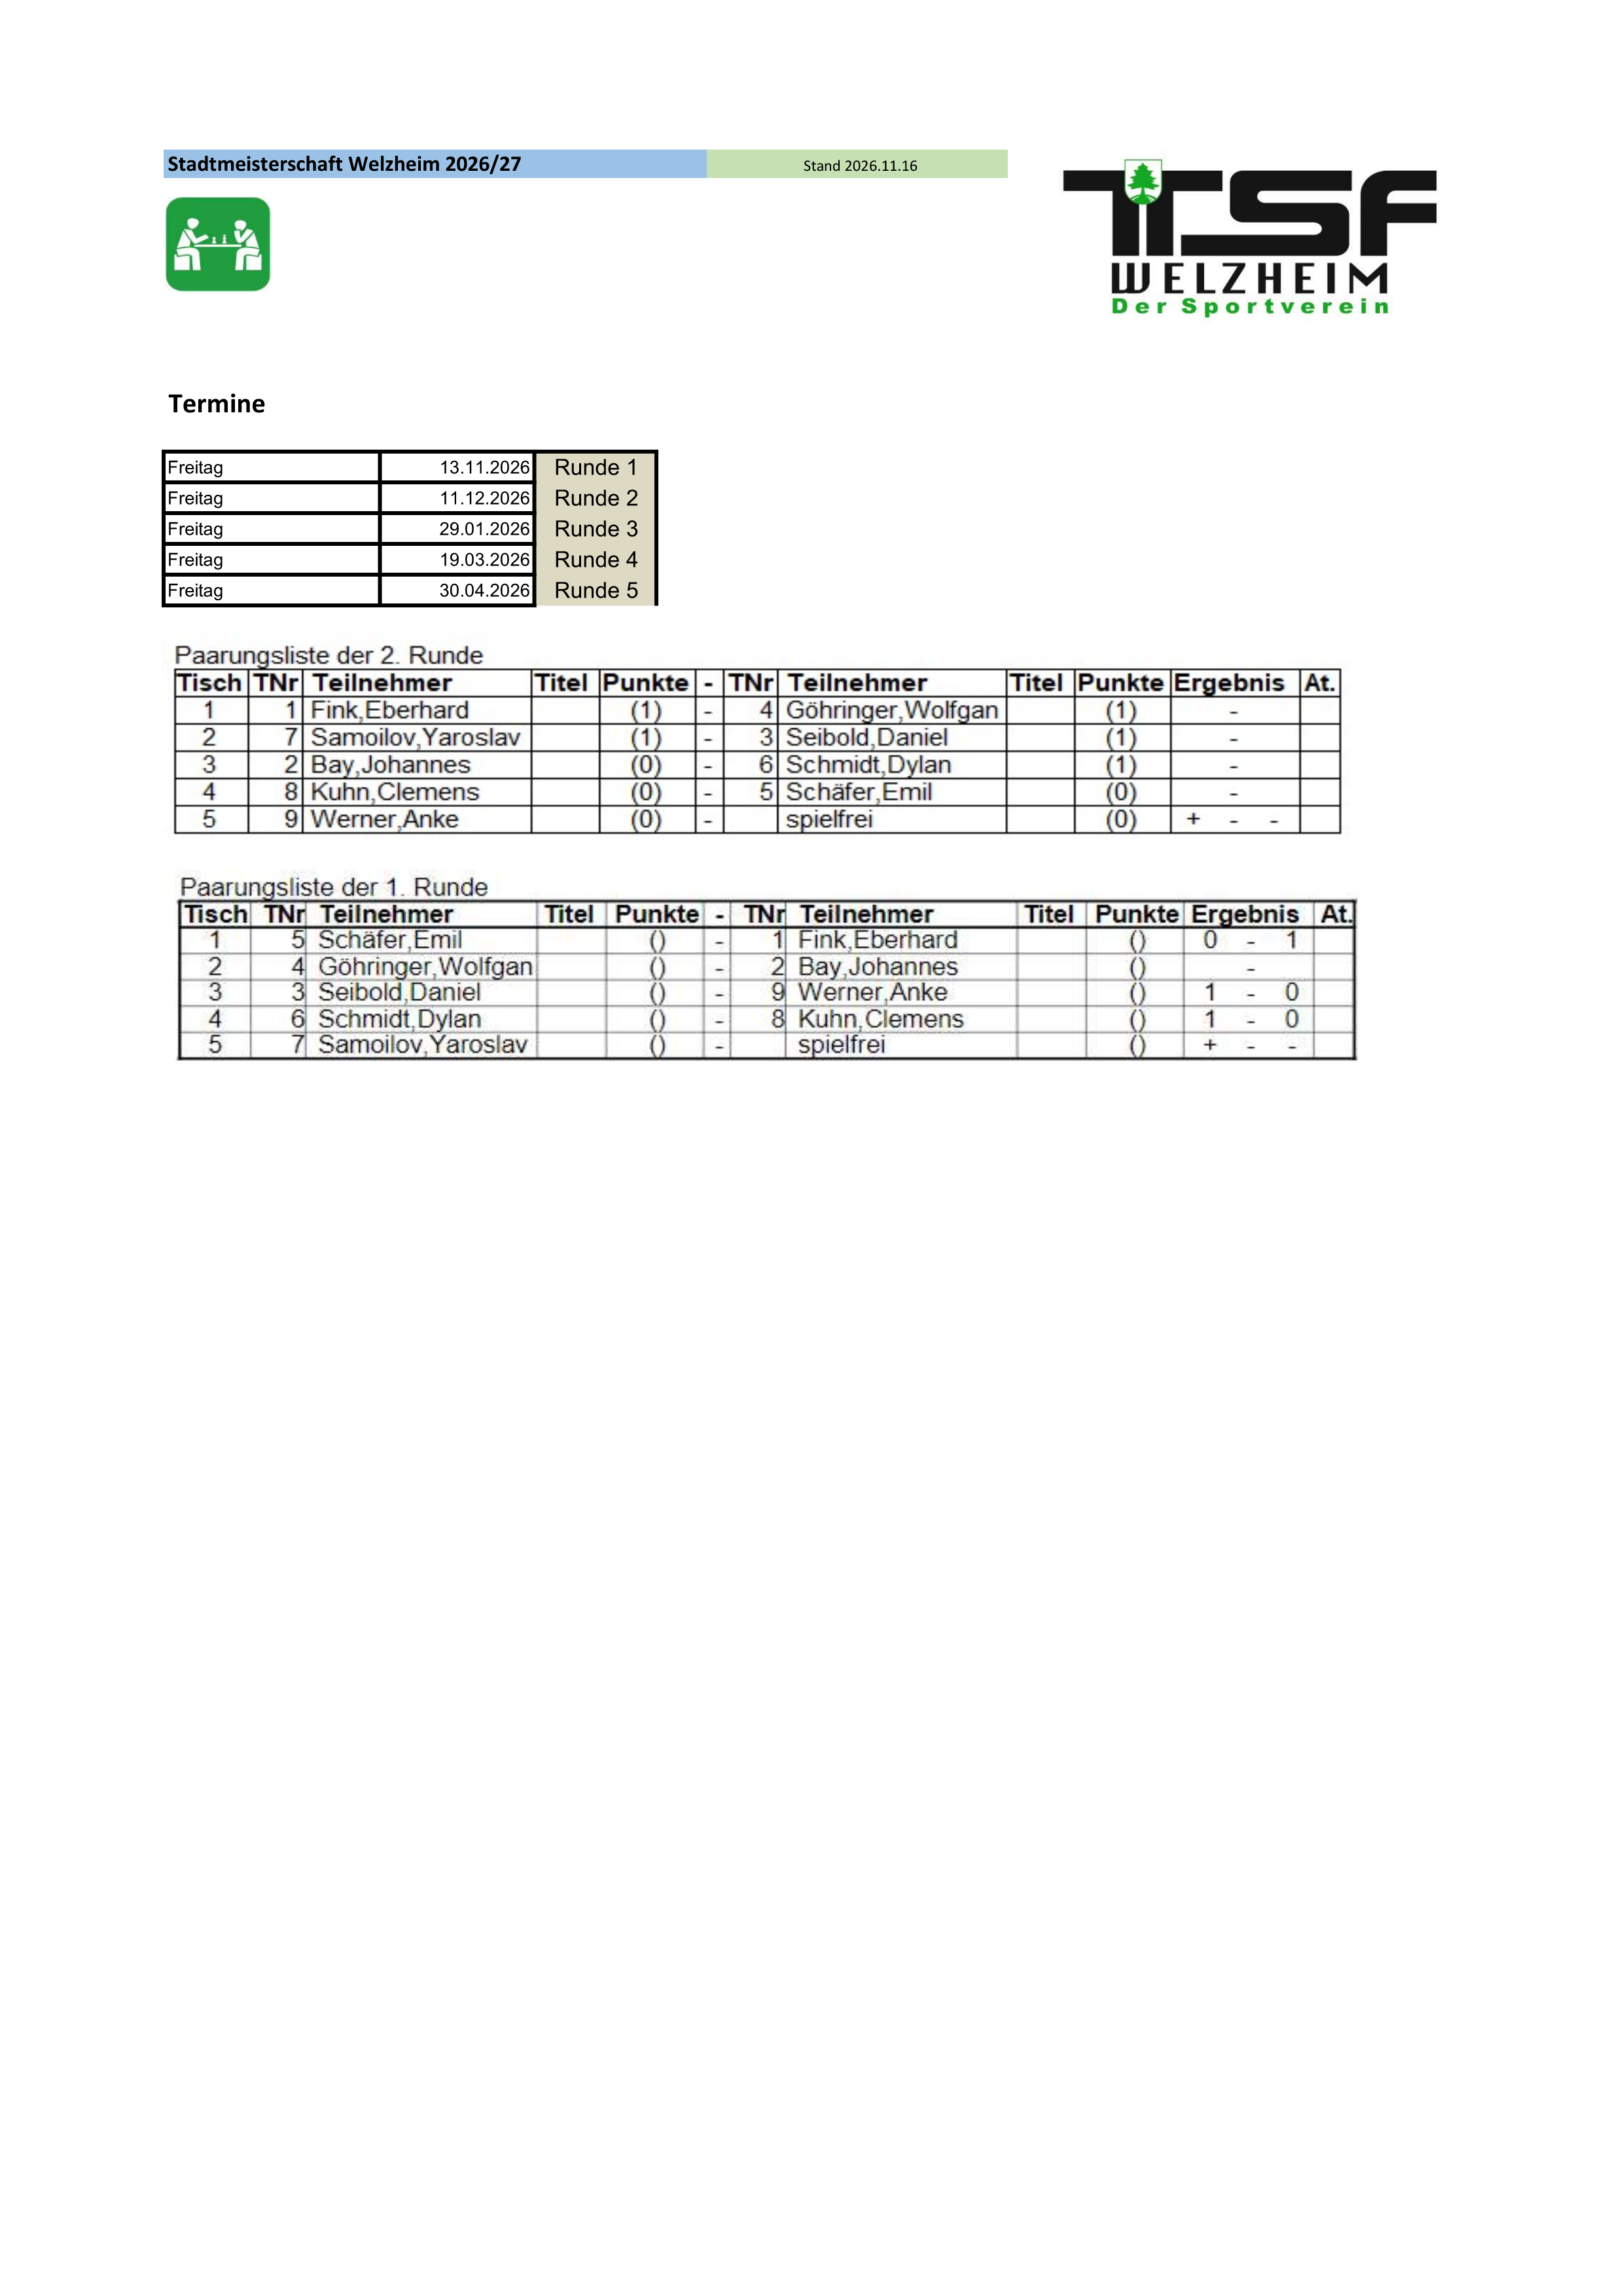 Stadtmeisterschaft Welzheim 2026/27 Stand 2026.11.16
TSF
WELZHEIM
Der Sportverein
Termine
Freitag 13.11.2026 Runde 1
Freitag 11.12.2026 Runde 2
Freitag 29.01.2026 Runde 3
Freitag 19.03.2026 Runde 4
Freitag 30.04.2026 Runde 5
Paarungsliste der 2. Runde
Tisch TNr Teilnehmer Titel Punkte - TNr Teilnehmer Titel Punkte Ergebnis At.
1 1 Fink,Eberhard (1) - 4 Göhringer,Wolfgan (1) -
2 7 Samoilov,Yaroslav (1) - 3 Seibold,Daniel (1) -
3 2 Bay,Johannes (0) - 6 Schmidt,Dylan (1) -
4 8 Kuhn,Clemens (0) - 5 Schäfer,Emil (0) -
5 9 Werner,Anke (0) - spielfrei (0) + - -
Paarungsliste der 1. Runde
Tisch TNr Teilnehmer Titel Punkte - TNr Teilnehmer Titel Punkte Ergebnis At.
1 5 Schäfer,Emil () - 1 Fink,Eberhard () 0 - 1
2 4 Göhringer,Wolfgan () - 2 Bay,Johannes () -
3 3 Seibold,Daniel () - 9 Werner,Anke () 1 - 0
4 6 Schmidt,Dylan () - 8 Kuhn,Clemens () 1 - 0
5 7 Samoilov,Yaroslav () - spielfrei () + - -